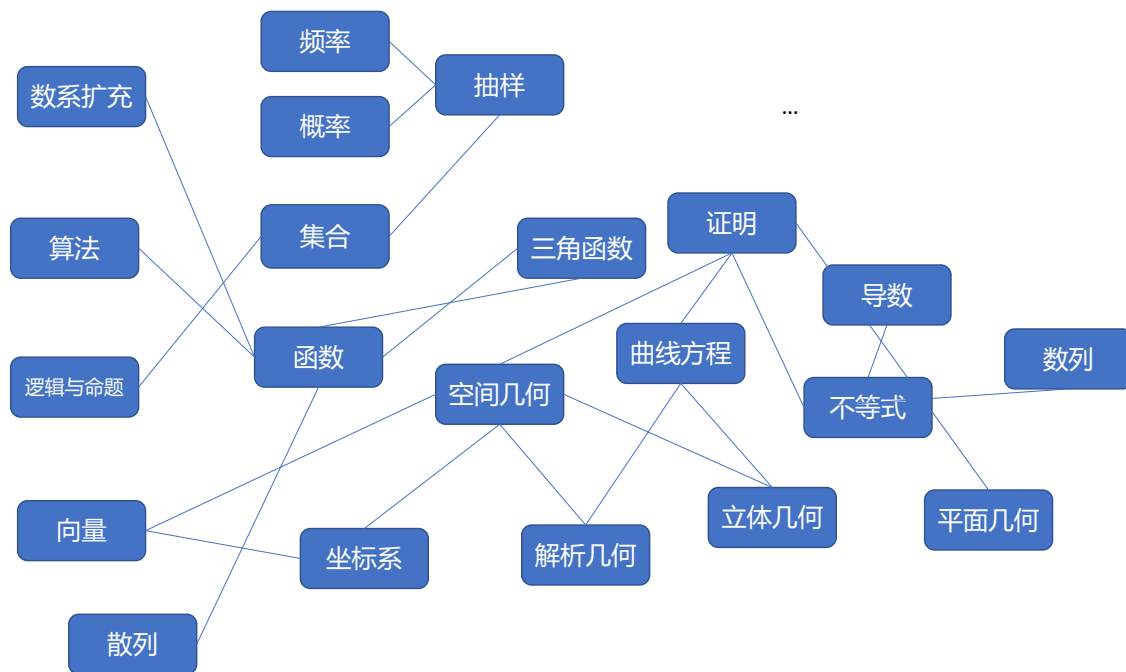 频率
数系扩充
抽样
概率
...
证明
算法
集合
三角函数
导数
函数
曲线方程
数列
逻辑与命题
空间几何
不等式
向量
坐标系
解析几何
立体几何
平面几何
散列